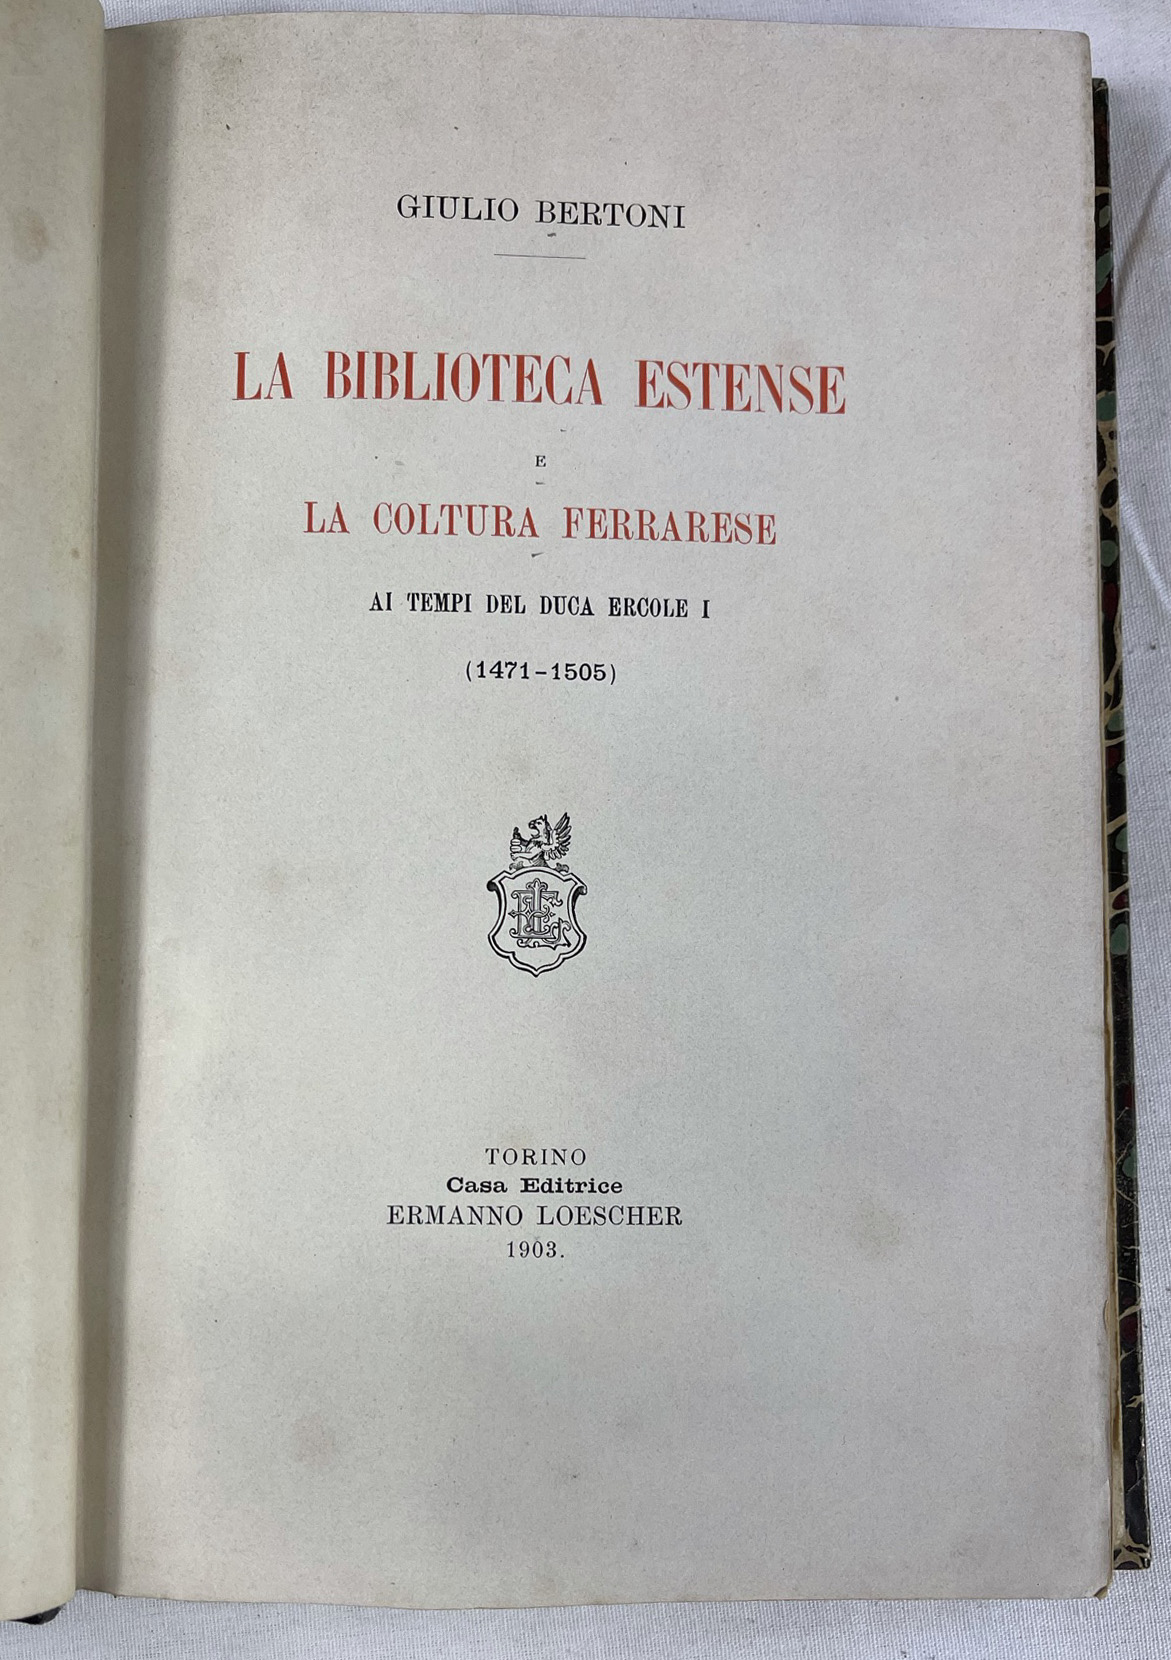 GIULIO BERTONI
LA BIBLIOTECA ESTENSE
E
LA COLTURA FERRARESE
AI TEMPI DEL DUCA ERCOLE I
(1471-1505)
TORINO
Casa Editrice
ERMANNO LOESCHER
1903.